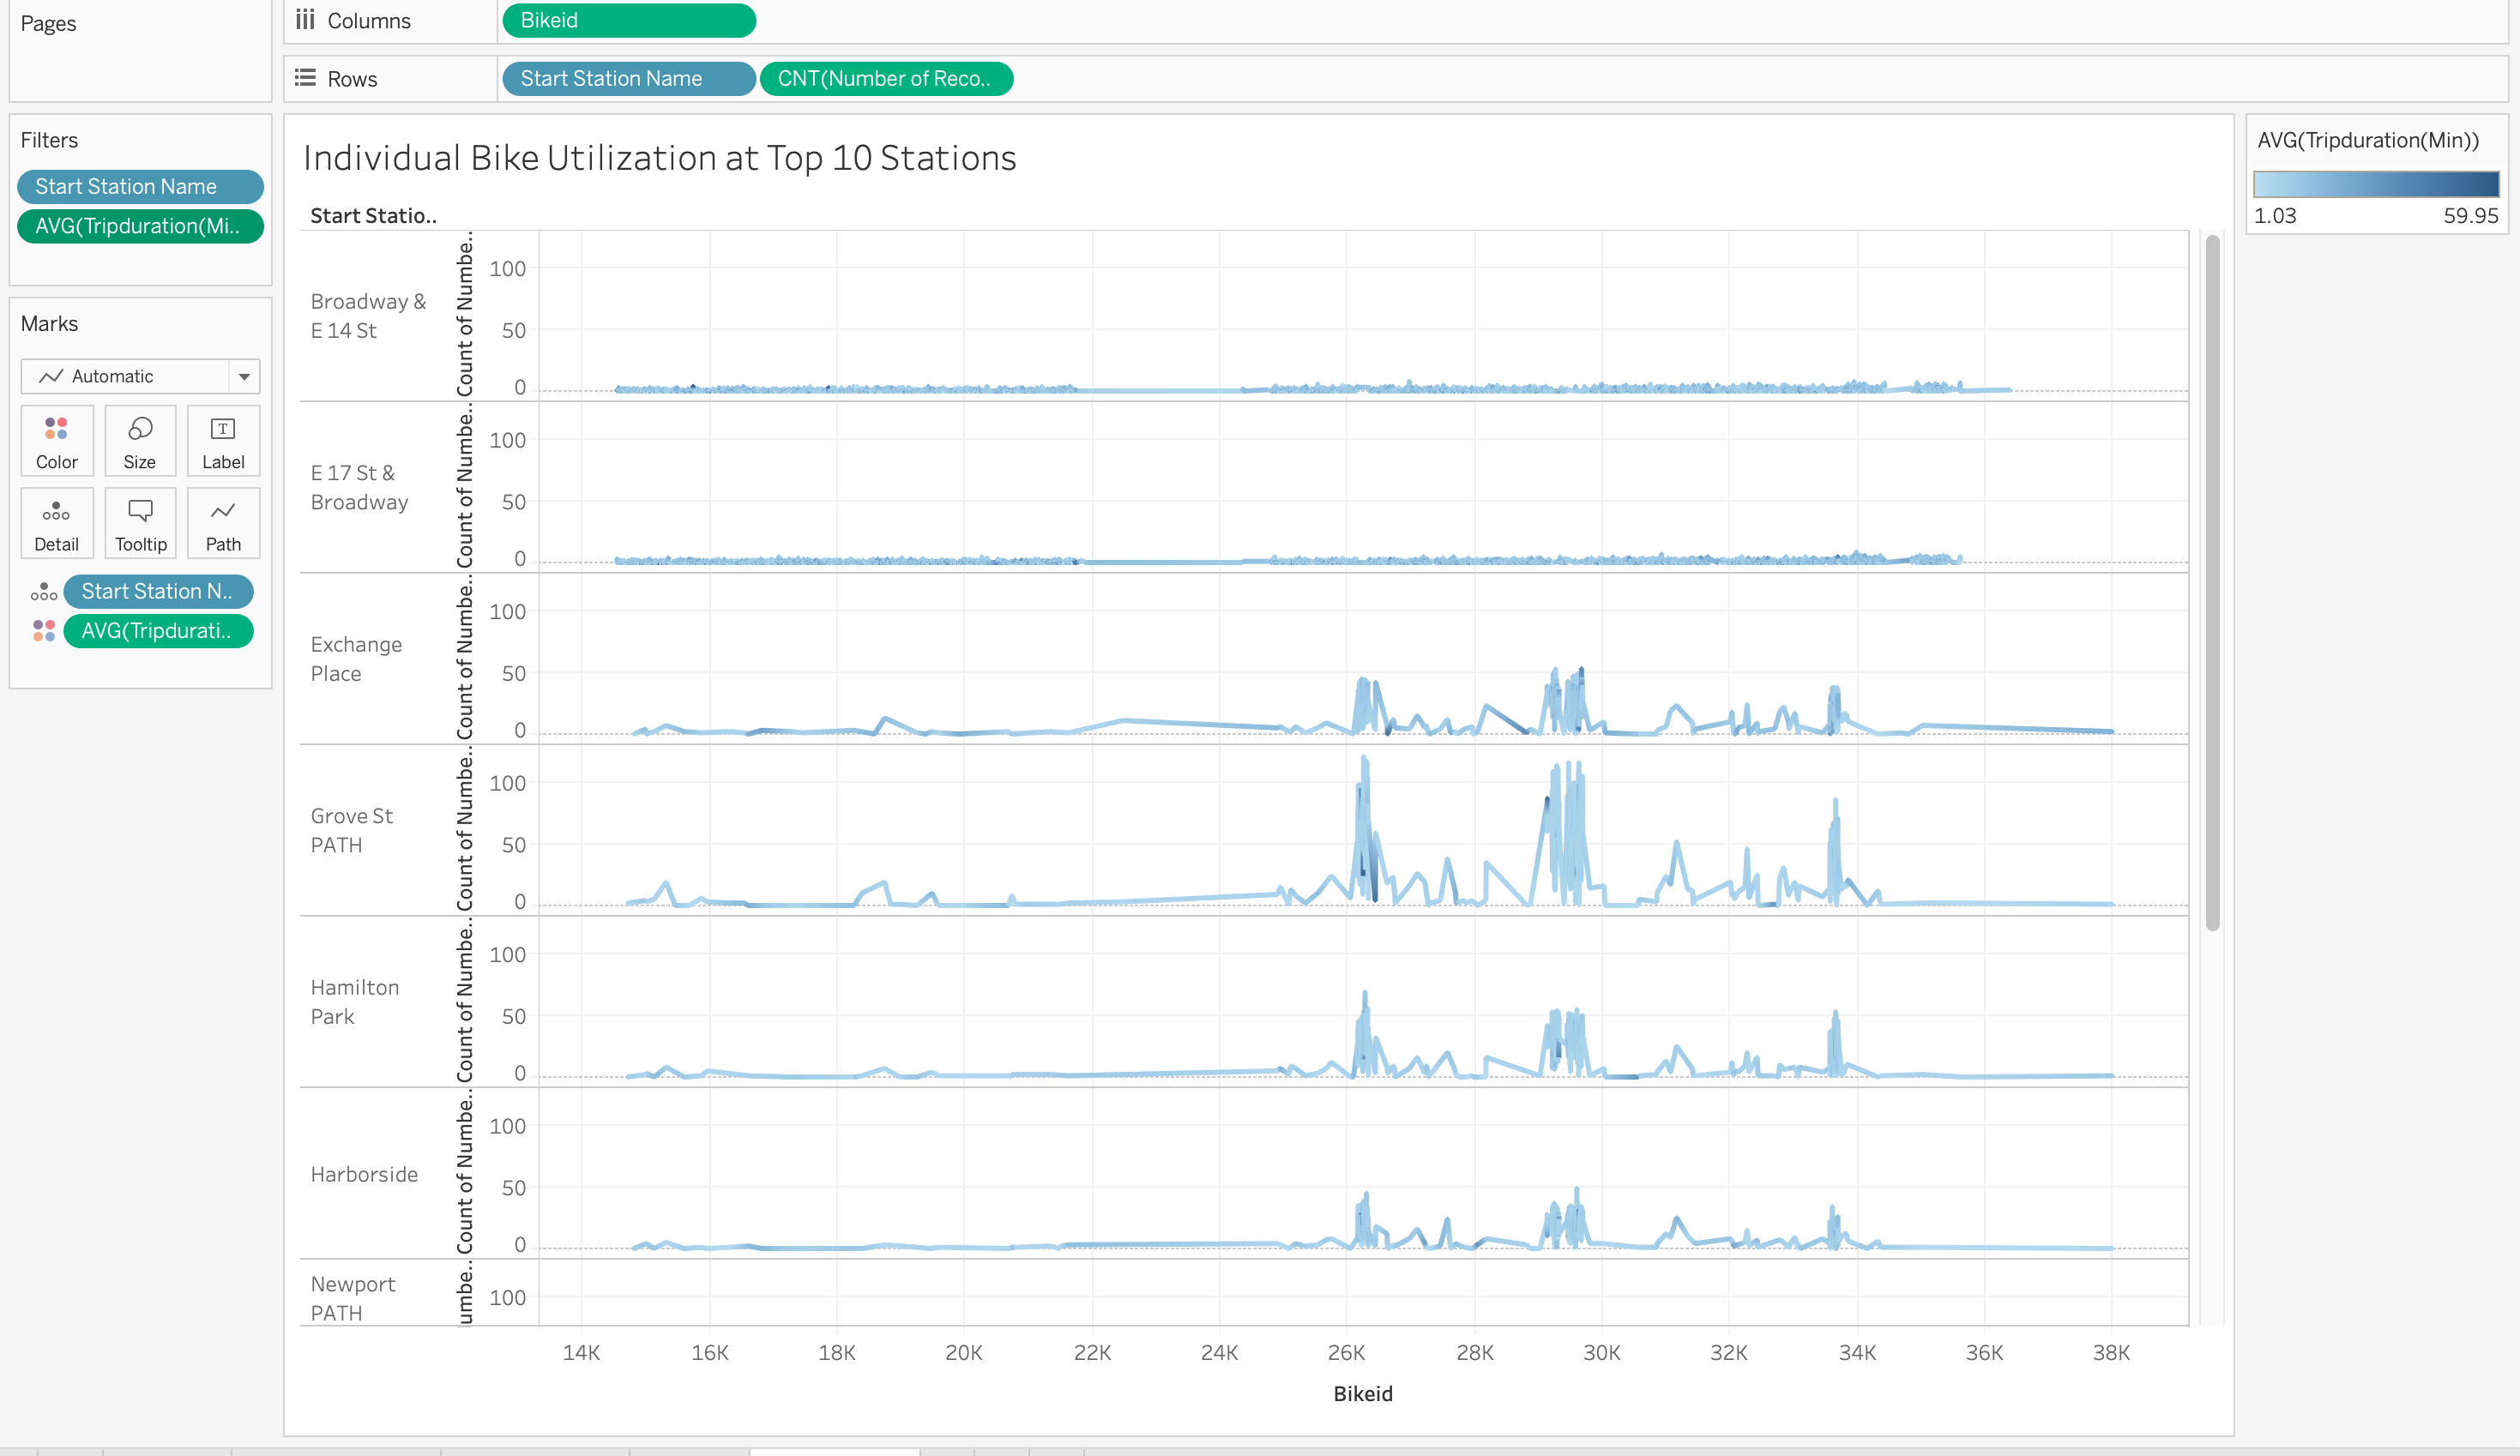 Pages
Columns
Bikeid
Rows
Start Station Name
CNT(Number of Reco..
Filters
Start Station Name
AVG(Tripduration(Mi..
Marks
Automatic
Color
Size
Label
Detail
Tooltip
Path
Start Station N..
AVG(Tripdurati..
Individual Bike Utilization at Top 10 Stations
Start Statio..
Broadway &
E 14 St
Count of Numbe..
100
50
0
E 17 St &
Broadway
Count of Numbe..
100
50
0
Exchange
Place
Count of Numbe..
100
50
0
Grove St
PATH
Count of Numbe..
100
50
0
Hamilton
Park
Count of Numbe..
100
50
0
Harborside
Count of Numbe..
100
50
0
Newport
PATH
umbe..
100
14K 16K 18K 20K 22K 24K 26K 28K 30K 32K 34K 36K 38K
Bikeid
AVG(Tripduration(Min))
1.03 59.95